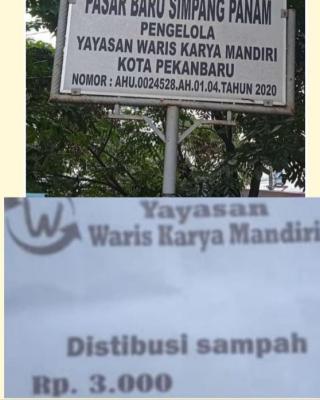 PASAR BARU SIMPANG PANAM
PENGELOLA
YAYASAN WARIS KARYA MANDIRI
KOTA PEKANBARU
NOMOR : AHU.0024528.AH.01.04.TAHUN 2020
W
Yayasan
Waris Karya Mandiri
Distibusi sampah
Rp. 3.000